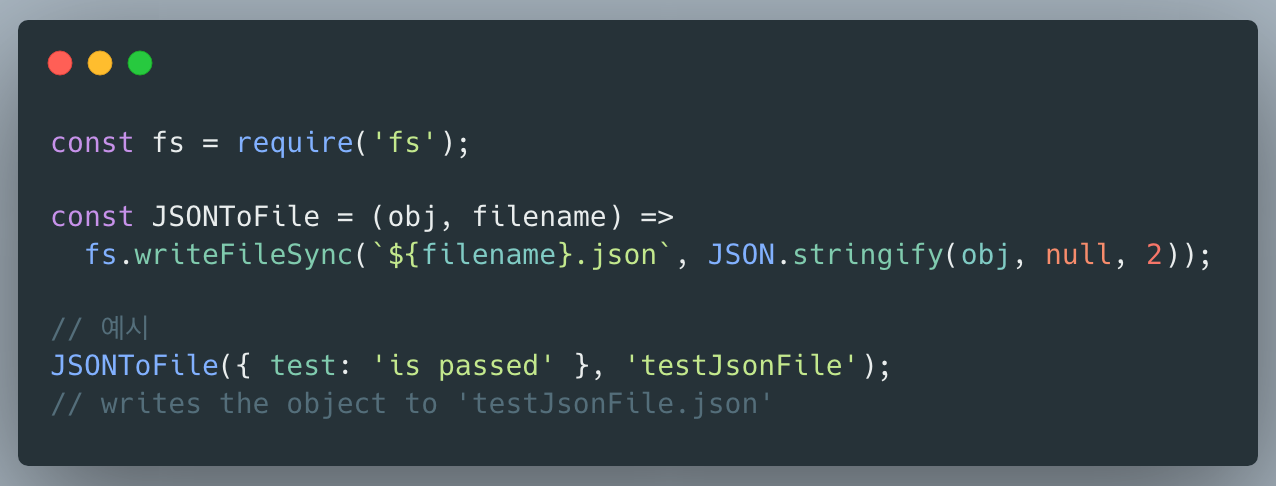 const fs = require('fs');
const JSONToFile = (obj, filename) =>
  fs.writeFileSync(`${filename}.json`, JSON.stringify(obj, null, 2));
// 예시
JSONToFile({ test: 'is passed' }, 'testJsonFile');
// writes the object to 'testJsonFile.json'